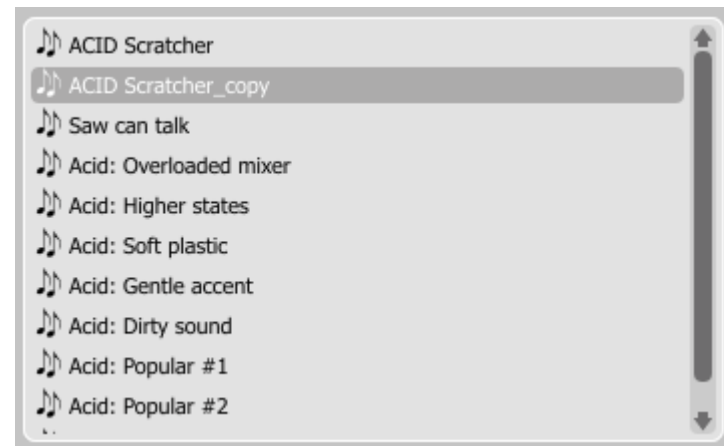 ACID Scratcher
ACID Scratcher_copy
Saw can talk
Acid: Overloaded mixer
Acid: Higher states
Acid: Soft plastic
Acid: Gentle accent
Acid: Dirty sound
Acid: Popular #1
Acid: Popular #2